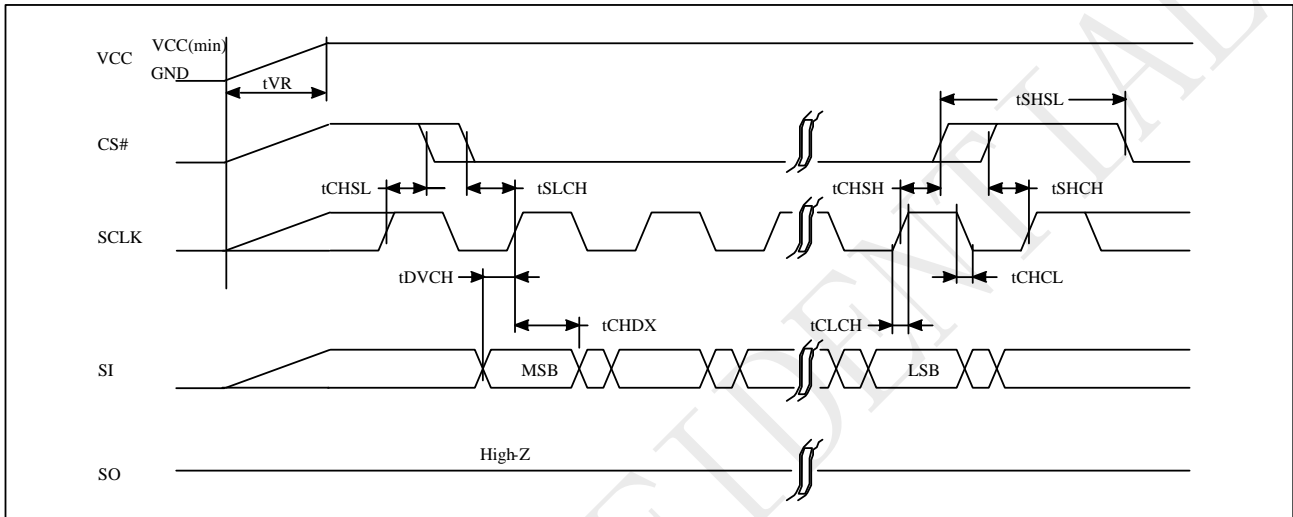 VCC
VCC(min)
GND
tVR
tSHSL
CS#
tCHSL
tSLCH
tCHSH
tSHCH
SCLK
tDVCH
tCHCL
tCHDX
tCLCH
SI
MSB
LSB
High-Z
SO